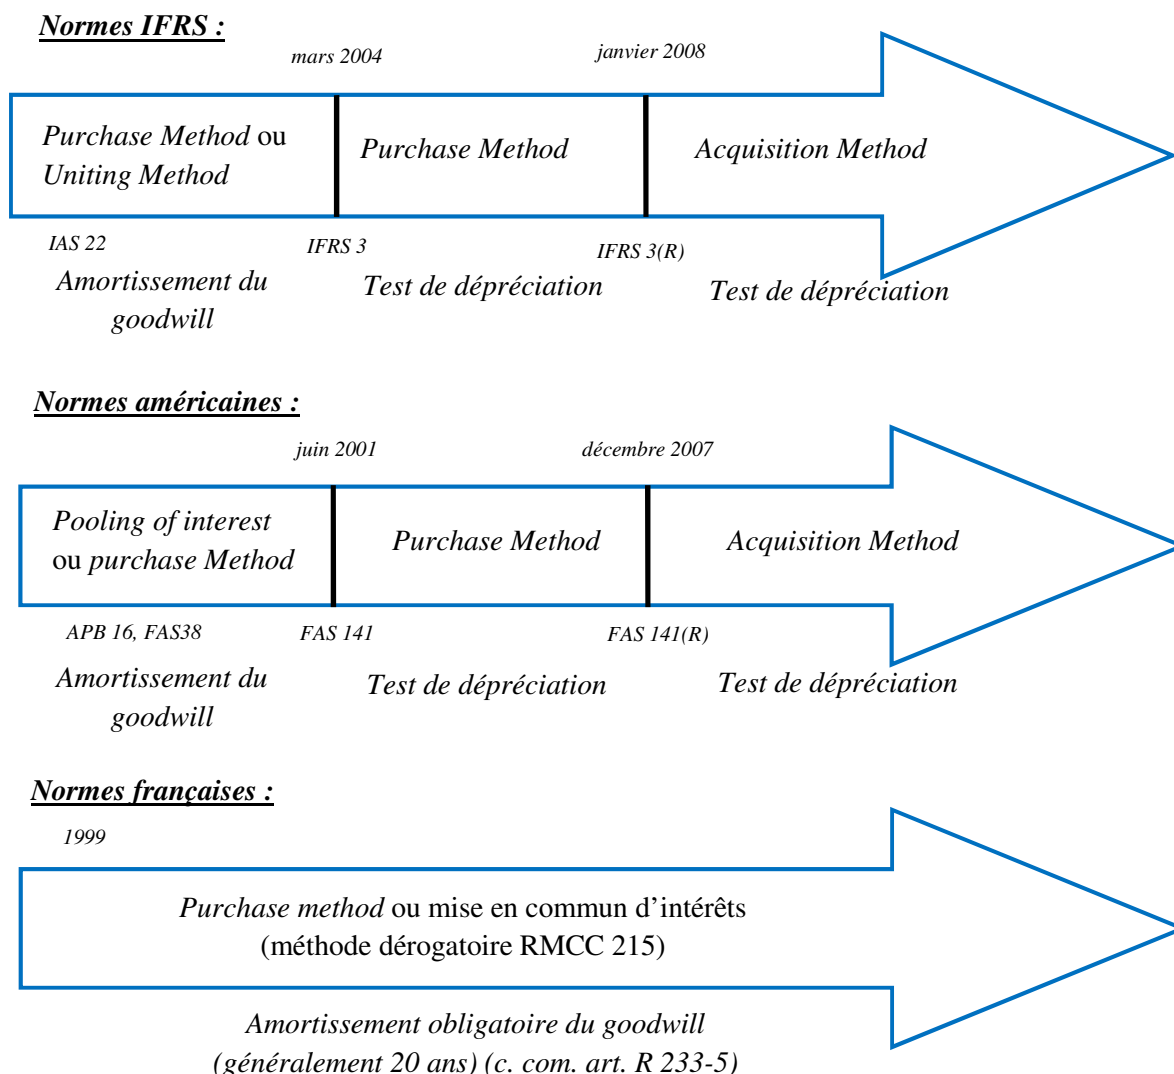 Normes IFRS :
mars 2004
janvier 2008
Purchase Method ou
Uniting Method
Purchase Method
Acquisition Method
IAS 22
IFRS 3
IFRS 3(R)
Amortissement du
goodwill
Test de dépréciation
Test de dépréciation
Normes américaines :
juin 2001
décembre 2007
Pooling of interest
ou purchase Method
Purchase Method
Acquisition Method
APB 16, FAS38
FAS 141
FAS 141(R)
Amortissement du
goodwill
Test de dépréciation
Test de dépréciation
Normes françaises :
1999
Purchase method ou mise en commun d’intérêts
(méthode dérogatoire RMCC 215)
Amortissement obligatoire du goodwill
(généralement 20 ans) (c. com. art. R 233-5)